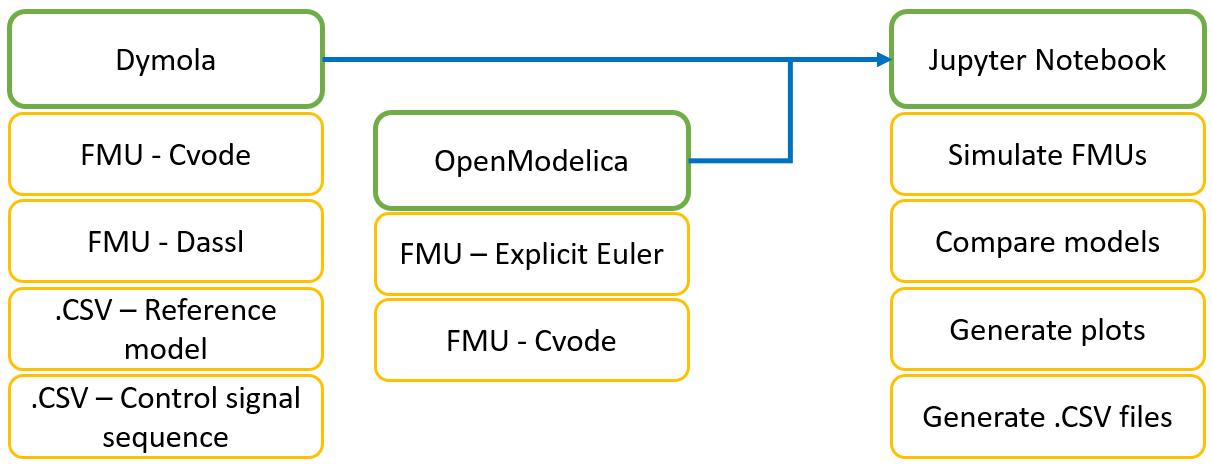 Dymola
FMU - Cvode
FMU - Dassl
.CSV – Reference
model
.CSV – Control signal
sequence
OpenModelica
FMU – Explicit Euler
FMU - Cvode
Jupyter Notebook
Simulate FMUs
Compare models
Generate plots
Generate .CSV files